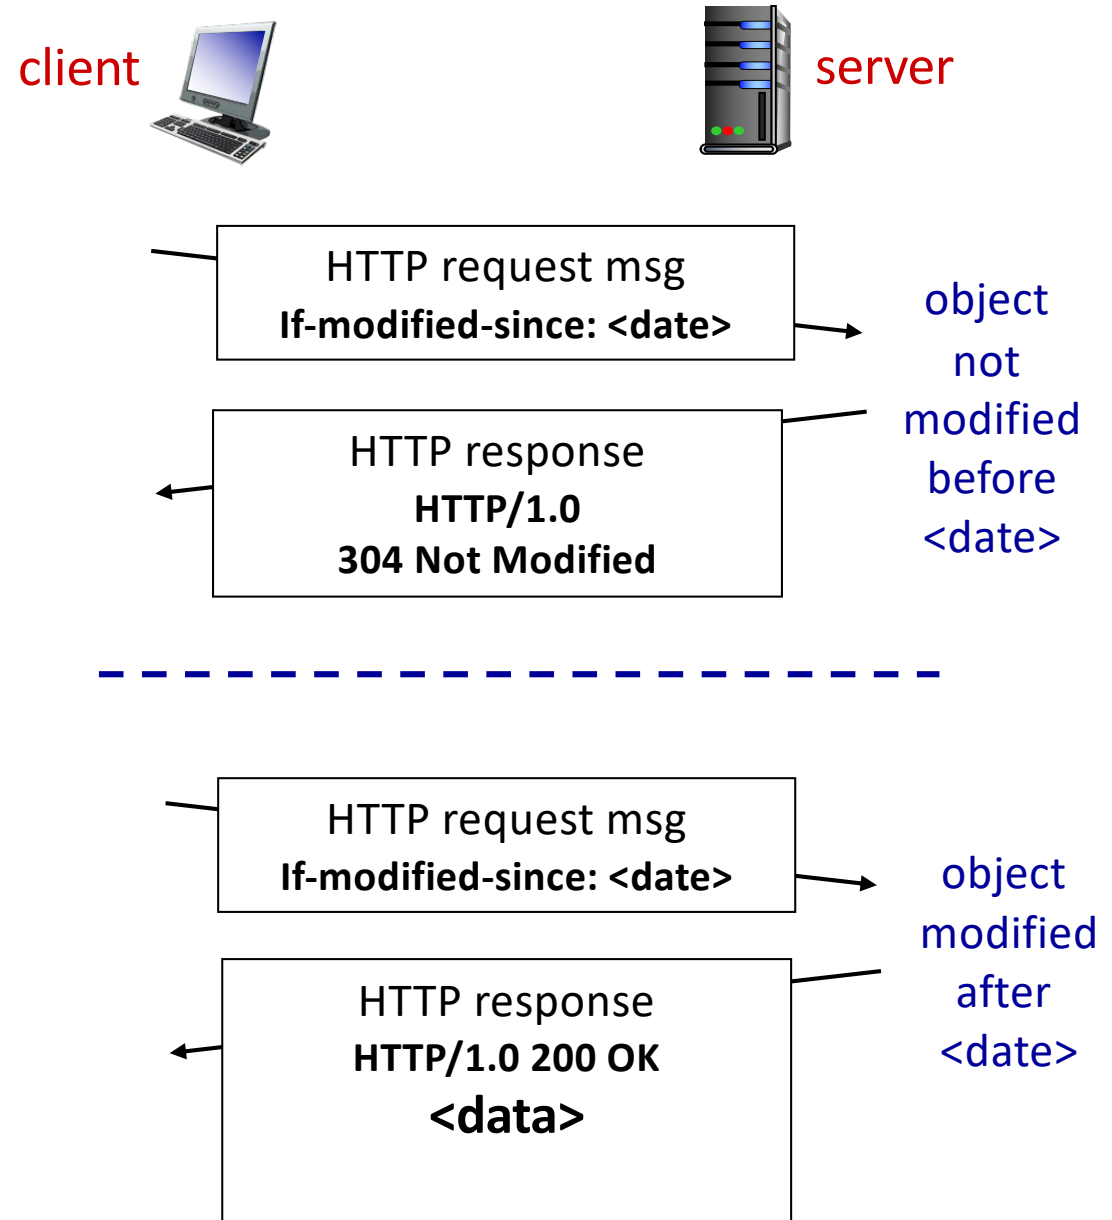 client
server
HTTP request msg
If-modified-since: <date>
object
not
modified
before
<date>
HTTP response
HTTP/1.0
304 Not Modified
HTTP request msg
If-modified-since: <date>
object
modified
after
<date>
HTTP response
HTTP/1.0 200 OK
<data>